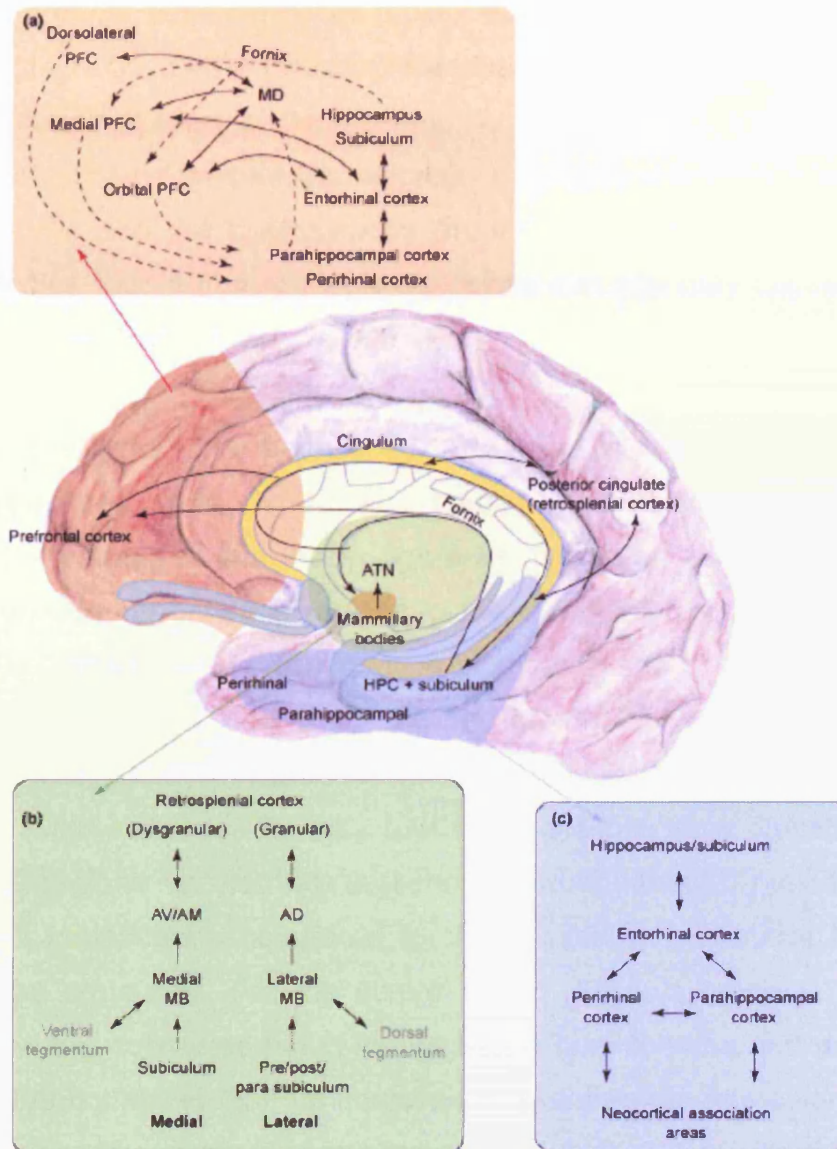 (a)
Dorsolateral
PFC
Fornix
MD
Medial PFC
Hippocampus
Subiculum
Orbital PFC
Entorhinal cortex
Parahippocampal cortex
Perirhinal cortex
Cingulum
Posterior cingulate
(retrosplenial cortex)
Fornix
Prefrontal cortex
ATN
Mammillary
bodies
Perirhinal
HPC + subiculum
Parahippocampal
Retrosplenial cortex
(b)
(Dysgranular) (Granular)
AV/AM AD
Medial Lateral
MB MB
Ventral Dorsal
tegmentum tegmentum
Subiculum Pre/post/
para subiculum
Medial Lateral
(c)
Hippocampus/subiculum
Entorhinal cortex
Perirhinal Parahippocampal
cortex cortex
Neocortical association
areas